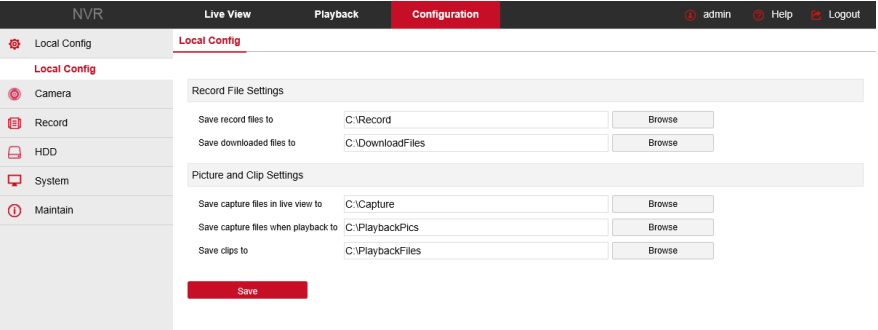 NVR Live View Playback Configuration admin Help Logout
Local Config Local Config
Local Config
Camera
Record
HDD
System
Maintain
Record File Settings
Save record files to C:\Record Browse
Save downloaded files to C:\DownloadFiles Browse
Picture and Clip Settings
Save capture files in live view to C:\Capture Browse
Save capture files when playback to C:\PlaybackPics Browse
Save clips to C:\PlaybackFiles Browse
Save